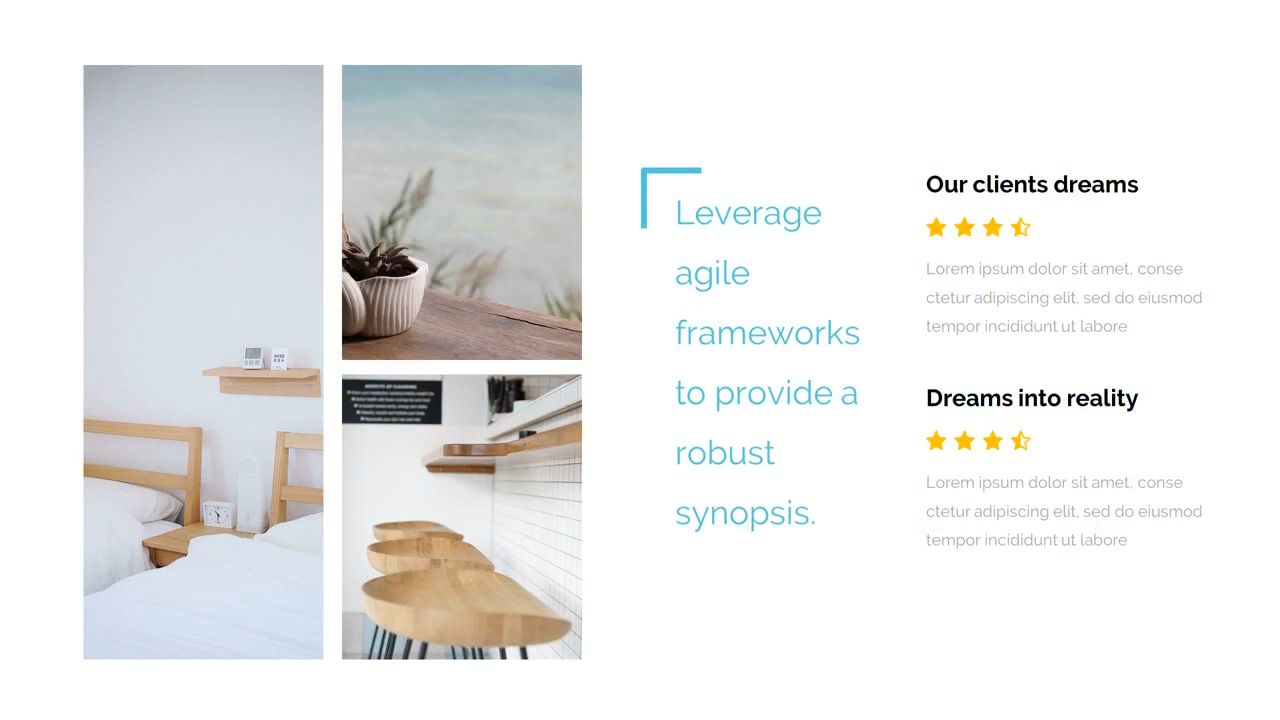 Leverage
agile
frameworks
to provide a
robust
synopsis.
Our clients dreams
Lorem ipsum dolor sit amet, conse
ctetur adipiscing elit, sed do eiusmod
tempor incididunt ut labore
Dreams into reality
Lorem ipsum dolor sit amet, conse
ctetur adipiscing elit, sed do eiusmod
tempor incididunt ut labore